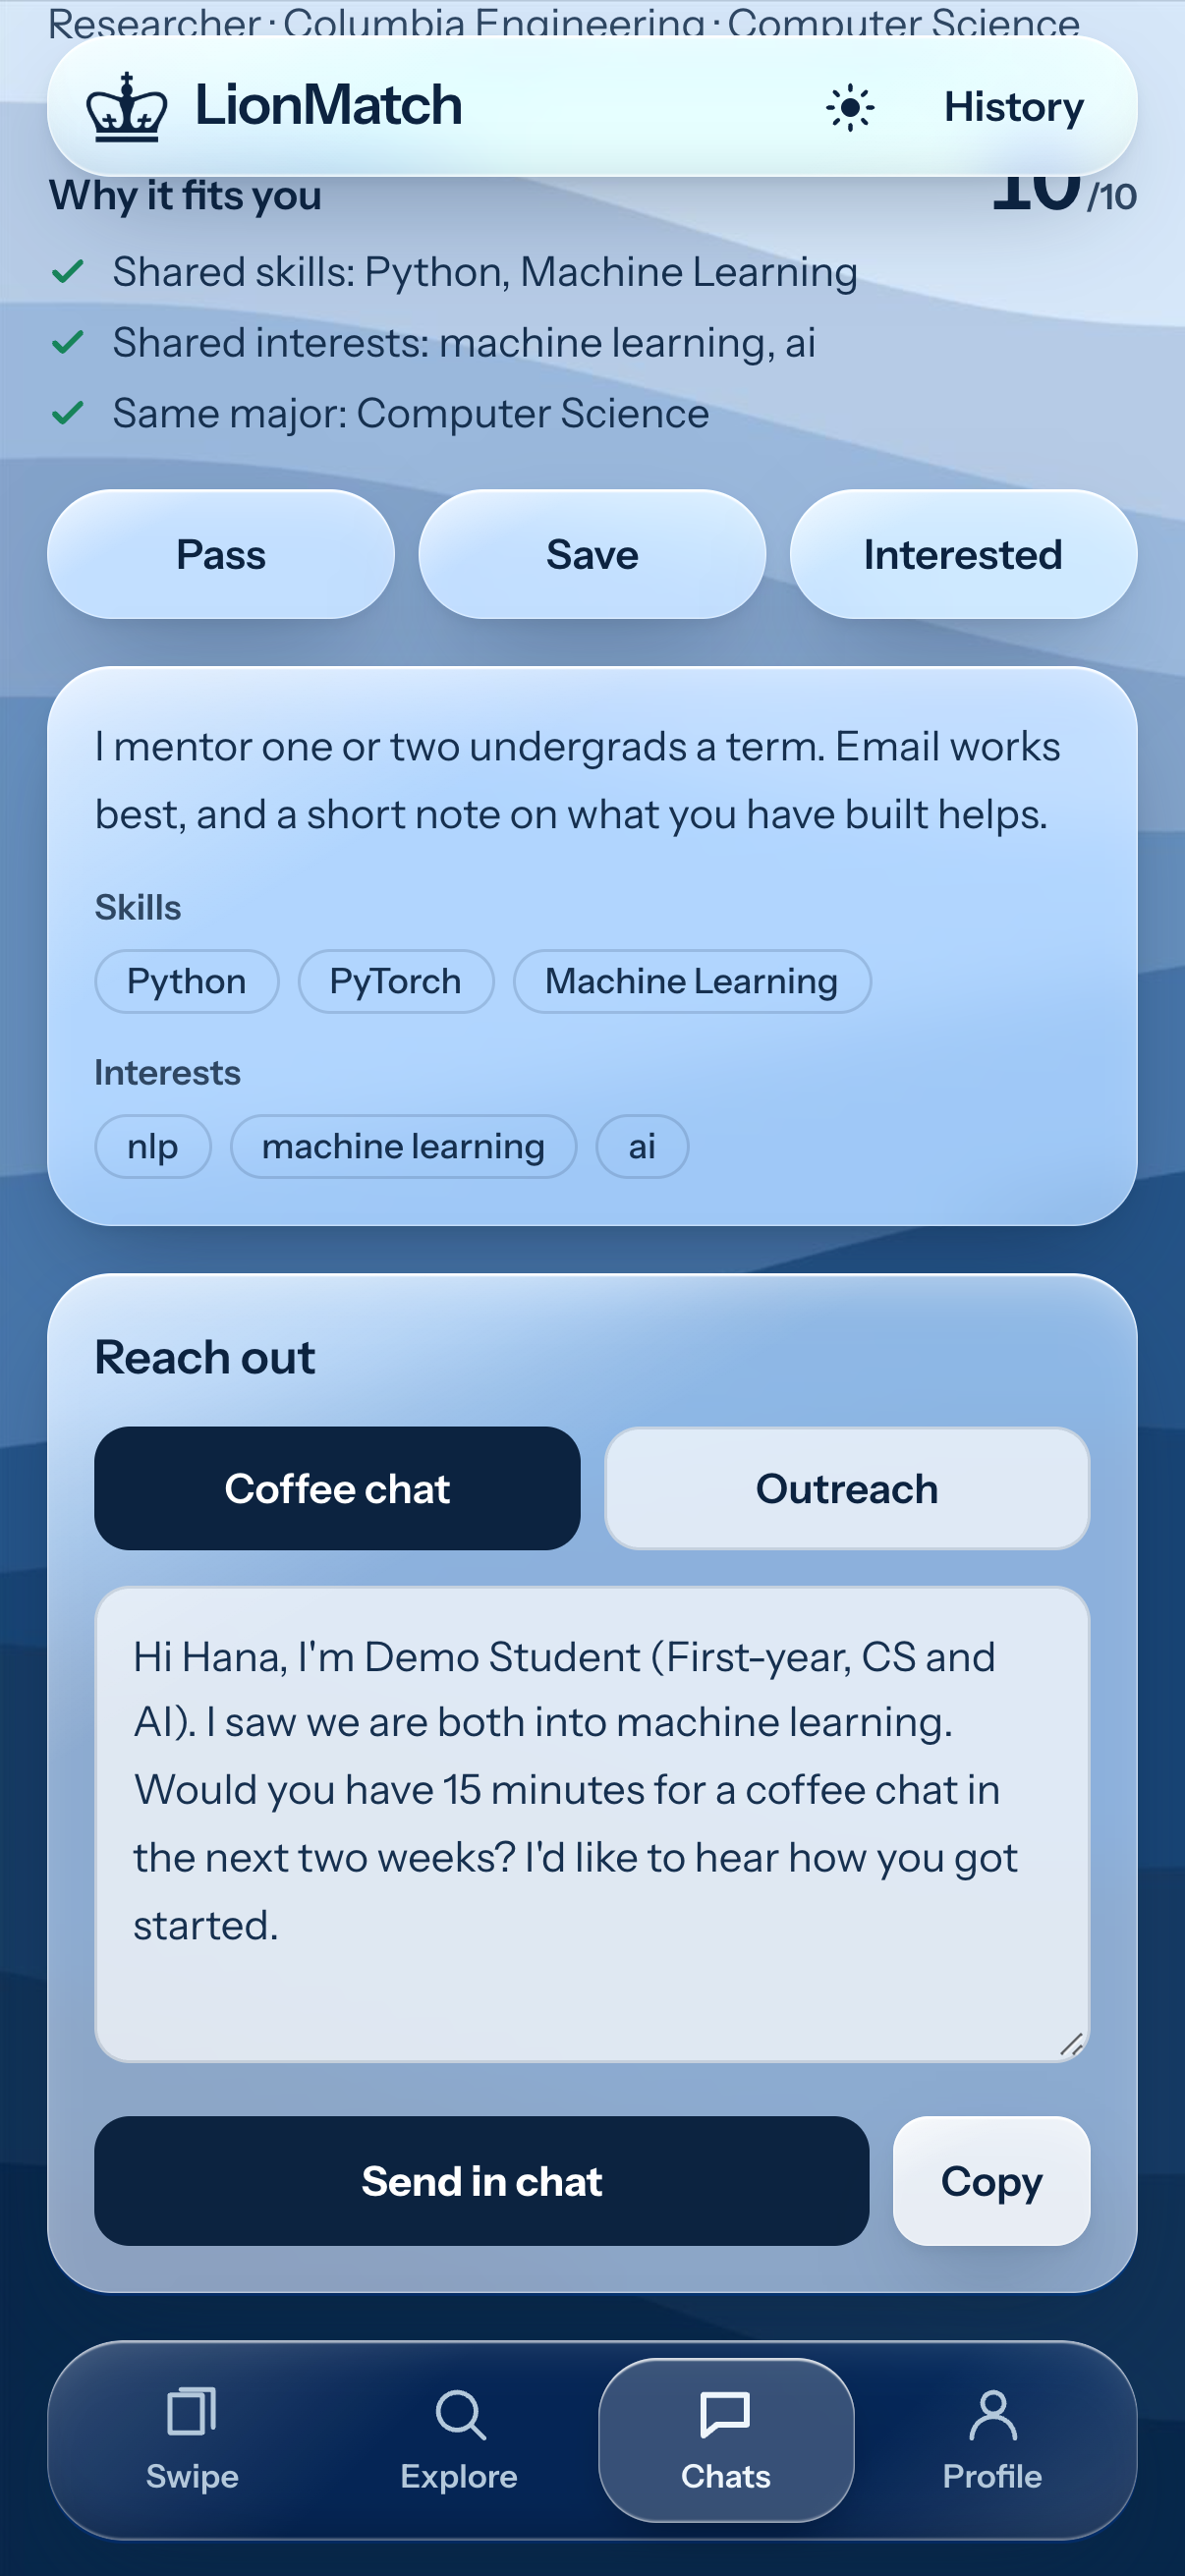 Researcher · Columbia Engineering · Computer Science
LionMatch
History
Why it fits you
10/10
Shared skills: Python, Machine Learning
Shared interests: machine learning, ai
Same major: Computer Science
Pass
Save
Interested
I mentor one or two undergrads a term. Email works
best, and a short note on what you have built helps.
Skills
Python
PyTorch
Machine Learning
Interests
nlp
machine learning
ai
Reach out
Coffee chat
Outreach
Hi Hana, I'm Demo Student (First-year, CS and
AI). I saw we are both into machine learning.
Would you have 15 minutes for a coffee chat in
the next two weeks? I'd like to hear how you got
started.
Send in chat
Copy
Swipe
Explore
Chats
Profile